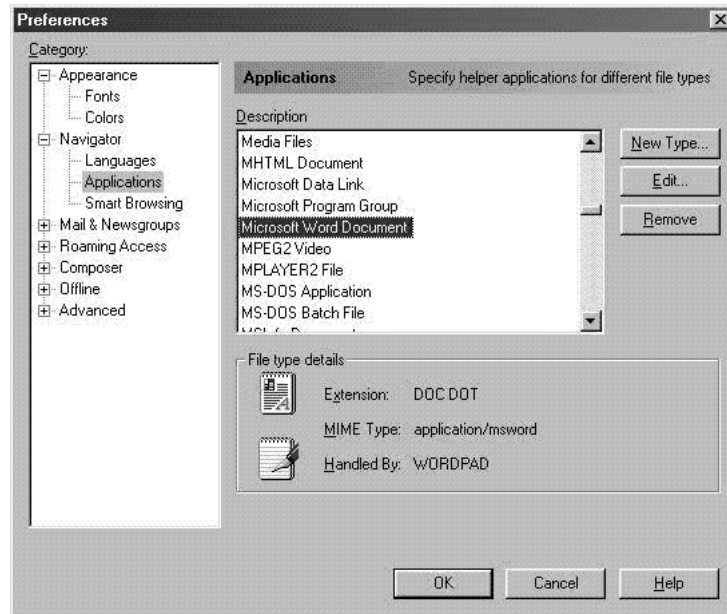 Preferences
Category:
Appearance
Fonts
Colors
Navigator
Languages
Applications
Smart Browsing
Mail & Newsgroups
Roaming Access
Composer
Offline
Advanced
Applications Specify helper applications for different file types
Description
Media Files
MHTML Document
Microsoft Data Link
Microsoft Program Group
Microsoft Word Document
MPEG2 Video
MPLAYER2 File
MS-DOS Application
MS-DOS Batch File
New Type...
Edit...
Remove
File type details
Extension: DOC DOT
MIME Type: application/msword
Handled By: WORDPAD
OK Cancel Help